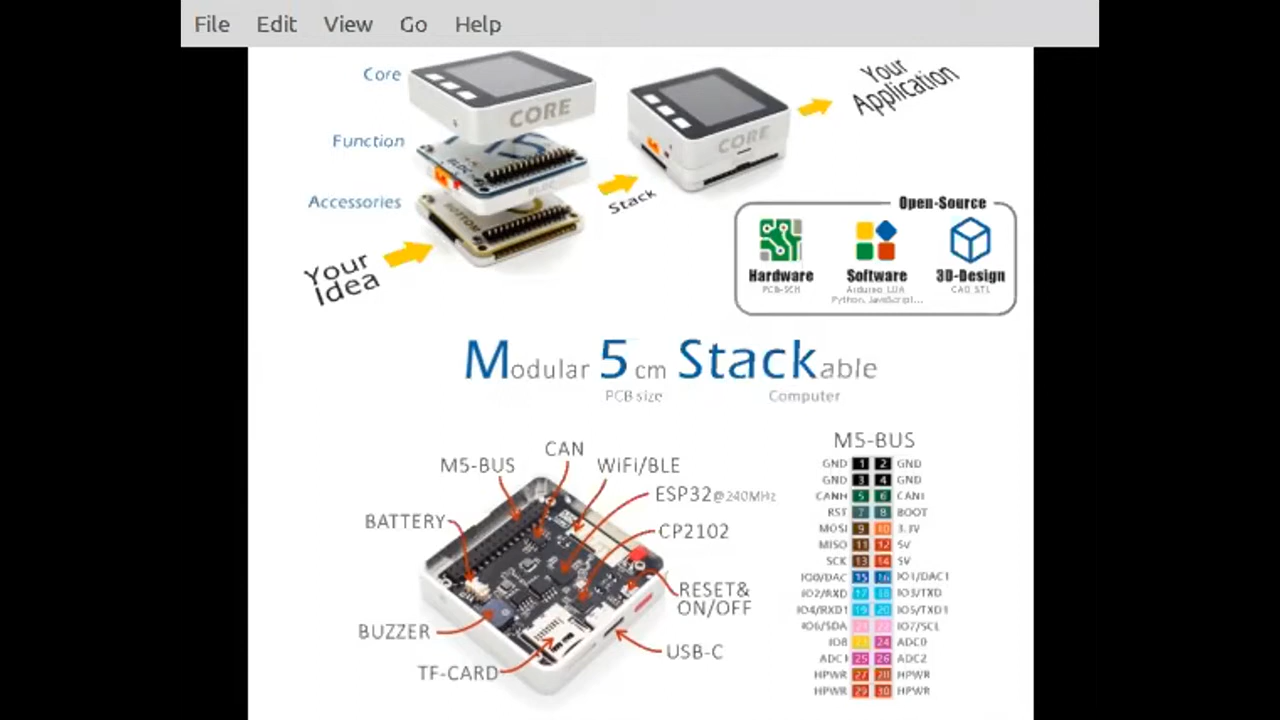 File Edit View Go Help
Core
CORE
Function
BLDC
Accessories
BOTTOM
Your
Idea
Stack
CORE
Your
Application
Open-Source
Hardware
PCB-SCH
Software
Arduino, LUA
Python, JavaScript...
3D-Design
CAD STL
Modular 5 cm Stackable
PCB size
Computer
M5-BUS
CAN
WiFi/BLE
ESP32@240MHz
BATTERY
CP2102
RESET&
ON/OFF
BUZZER
USB-C
TF-CARD
M5-BUS
GND 1 2 GND
GND 3 4 GND
CANH 5 6 CANL
RST 7 8 BOOT
MOSI 9 10 3.3V
MISO 11 12 5V
SCK 13 14 5V
IO0/DAC 15 16 IO1/DAC1
IO2/RXD 17 18 IO3/TXD
IO4/RXD1 19 20 IO5/TXD1
IO6/SDA 21 22 IO7/SCL
IO8 23 24 ADC0
ADC1 25 26 ADC2
HPWR 27 28 HPWR
HPWR 29 30 HPWR